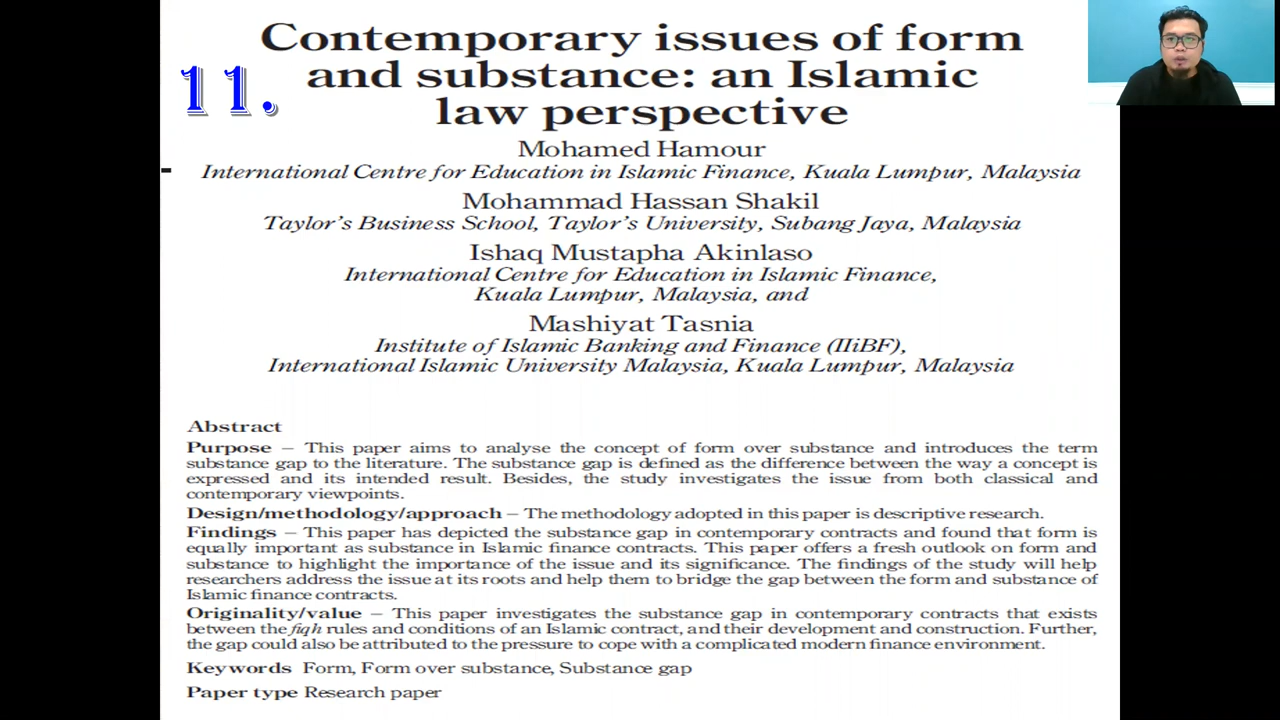 Contemporary issues of form
and substance: an Islamic
law perspective
11.
Mohamed Hamour
- International Centre for Education in Islamic Finance, Kuala Lumpur, Malaysia
Mohammad Hassan Shakil
Taylor's Business School, Taylor's University, Subang Jaya, Malaysia
Ishaq Mustapha Akinlaso
International Centre for Education in Islamic Finance,
Kuala Lumpur, Malaysia, and
Mashiyat Tasnia
Institute of Islamic Banking and Finance (IIiBF),
International Islamic University Malaysia, Kuala Lumpur, Malaysia
Abstract
Purpose – This paper aims to analyse the concept of form over substance and introduces the term
substance gap to the literature. The substance gap is defined as the difference between the way a concept is
expressed and its intended result. Besides, the study investigates the issue from both classical and
contemporary viewpoints.
Design/methodology/approach – The methodology adopted in this paper is descriptive research.
Findings – This paper has depicted the substance gap in contemporary contracts and found that form is
equally important as substance in Islamic finance contracts. This paper offers a fresh outlook on form and
substance to highlight the importance of the issue and its significance. The findings of the study will help
researchers address the issue at its roots and help them to bridge the gap between the form and substance of
Islamic finance contracts.
Originality/value – This paper investigates the substance gap in contemporary contracts that exists
between the fiqh rules and conditions of an Islamic contract, and their development and construction. Further,
the gap could also be attributed to the pressure to cope with a complicated modern finance environment.
Keywords Form, Form over substance, Substance gap
Paper type Research paper